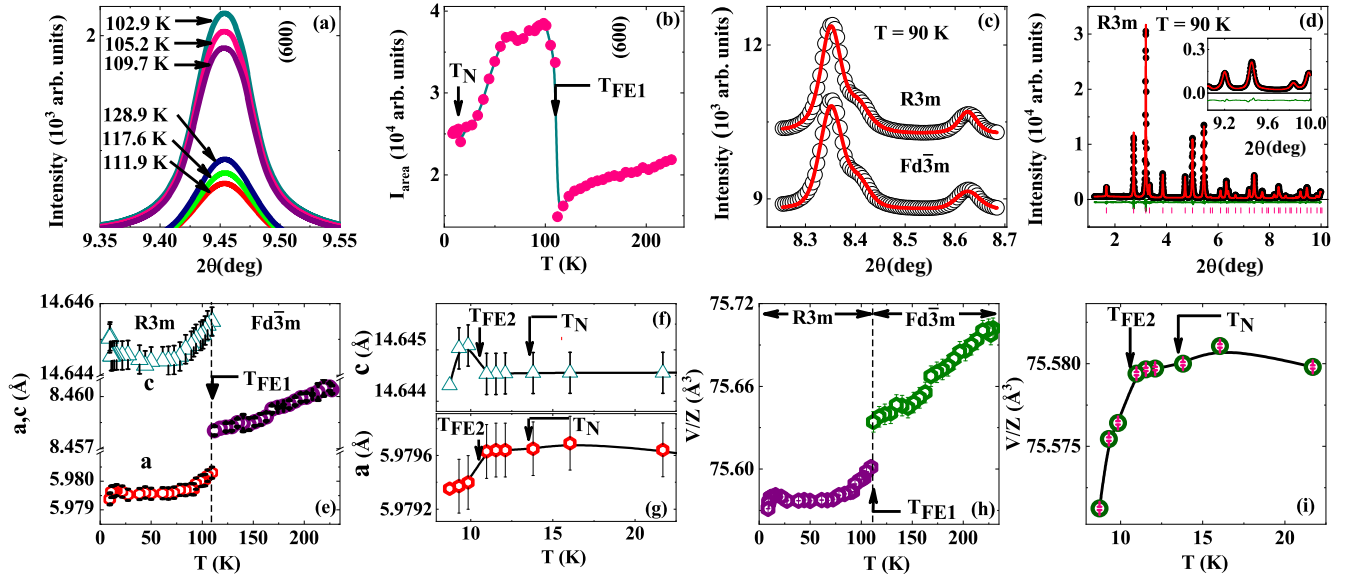 (a)
102.9 K
105.2 K
109.7 K
128.9 K
117.6 K
111.9 K
(600)
2
Intensity (10³ arb. units)
9.35 9.40 9.45 9.50 9.55
2θ(deg)
(b)
(600)
T_N
T_FE1
4
3
2
I_area (10⁴ arb. units)
0 100 200
T (K)
(c)
T = 90 K
R3m
Fd3̅m
12
9
Intensity (10³ arb. units)
8.3 8.4 8.5 8.6 8.7
2θ(deg)
(d)
R3m
T = 90 K
0.3
0.0
9.2 9.6 10.0
2θ(deg)
3
2
1
0
Intensity (10⁴ arb. units)
2 4 6 8 10
2θ(deg)
14.646
14.644
8.460
8.457
5.980
5.979
a,c (Å)
R3m
Fd3̅m
c
T_FE1
a
(e)
0 50 100 150 200
T (K)
T_FE2
T_N
(f)
14.645
14.644
c (Å)
T_FE2
T_N
5.9796
5.9792
a (Å)
(g)
10 15 20
T (K)
75.72
75.66
75.60
V/Z (Å³)
R3m
Fd3̅m
T_FE1
(h)
0 50 100 150 200
T (K)
T_FE2
T_N
75.580
75.575
V/Z (Å³)
(i)
10 15 20
T (K)